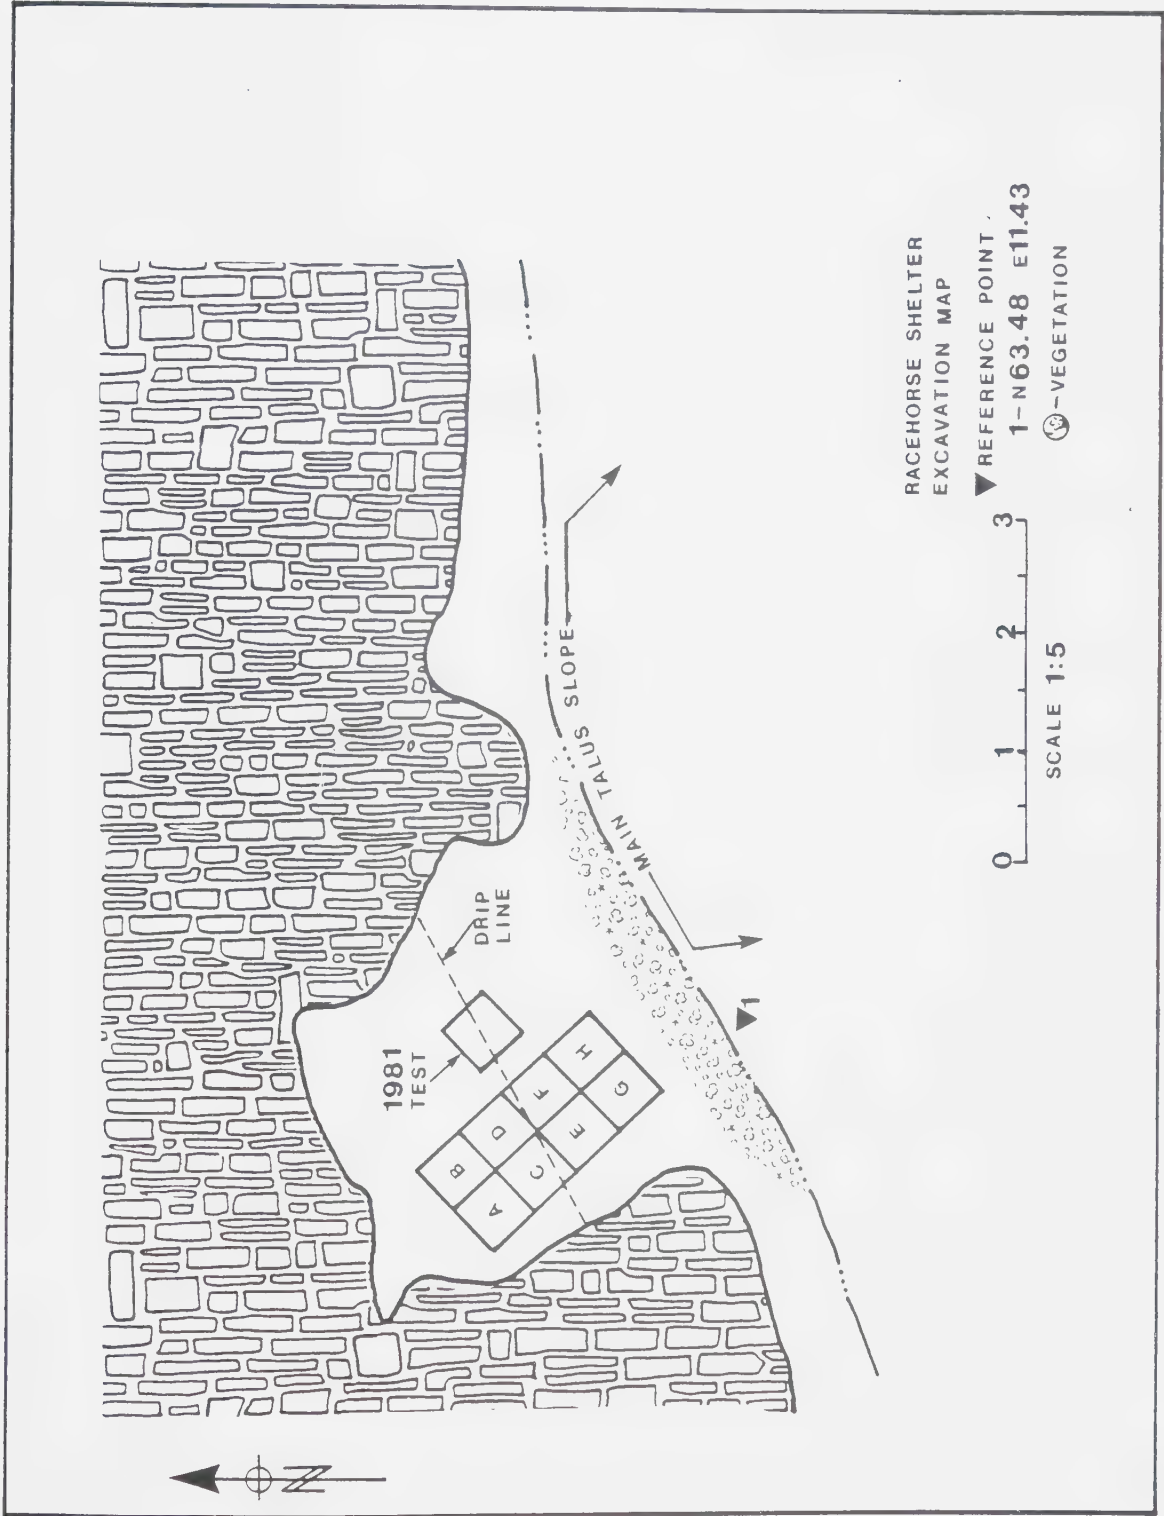 N
1981
TEST
DRIP
LINE
A
B
C
D
E
F
G
H
MAIN TALUS SLOPE
1
RACEHORSE SHELTER
EXCAVATION MAP
▼ REFERENCE POINT
1-N63.48 E11.43
-VEGETATION
0 1 2 3
SCALE 1:5